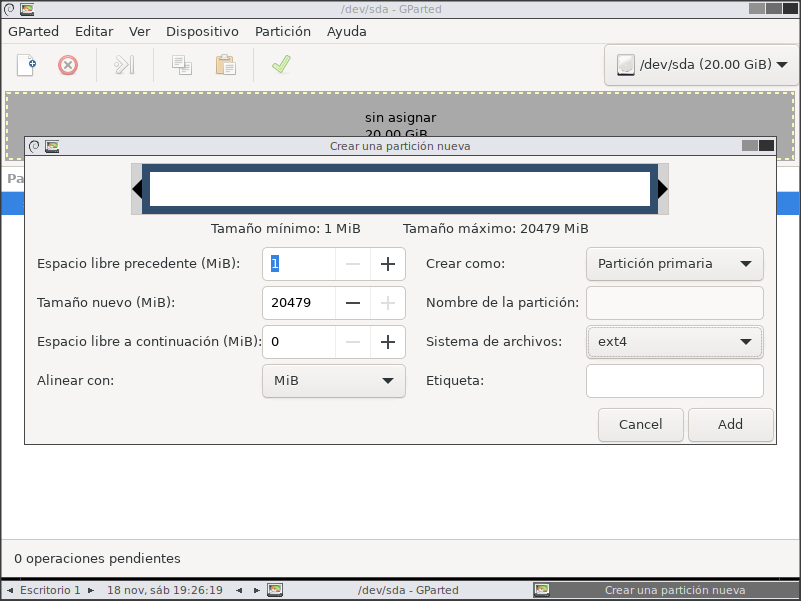 /dev/sda - GParted
GParted Editar Ver Dispositivo Partición Ayuda
/dev/sda (20.00 GiB)
sin asignar
20.00 GiB
Crear una partición nueva
Pa
Tamaño mínimo: 1 MiB Tamaño máximo: 20479 MiB
Espacio libre precedente (MiB): 1 Crear como: Partición primaria
Tamaño nuevo (MiB): 20479 Nombre de la partición:
Espacio libre a continuación (MiB): 0 Sistema de archivos: ext4
Alinear con: MiB Etiqueta:
Cancel Add
0 operaciones pendientes
Escritorio 1 18 nov, sáb 19:26:19 /dev/sda - GParted Crear una partición nueva